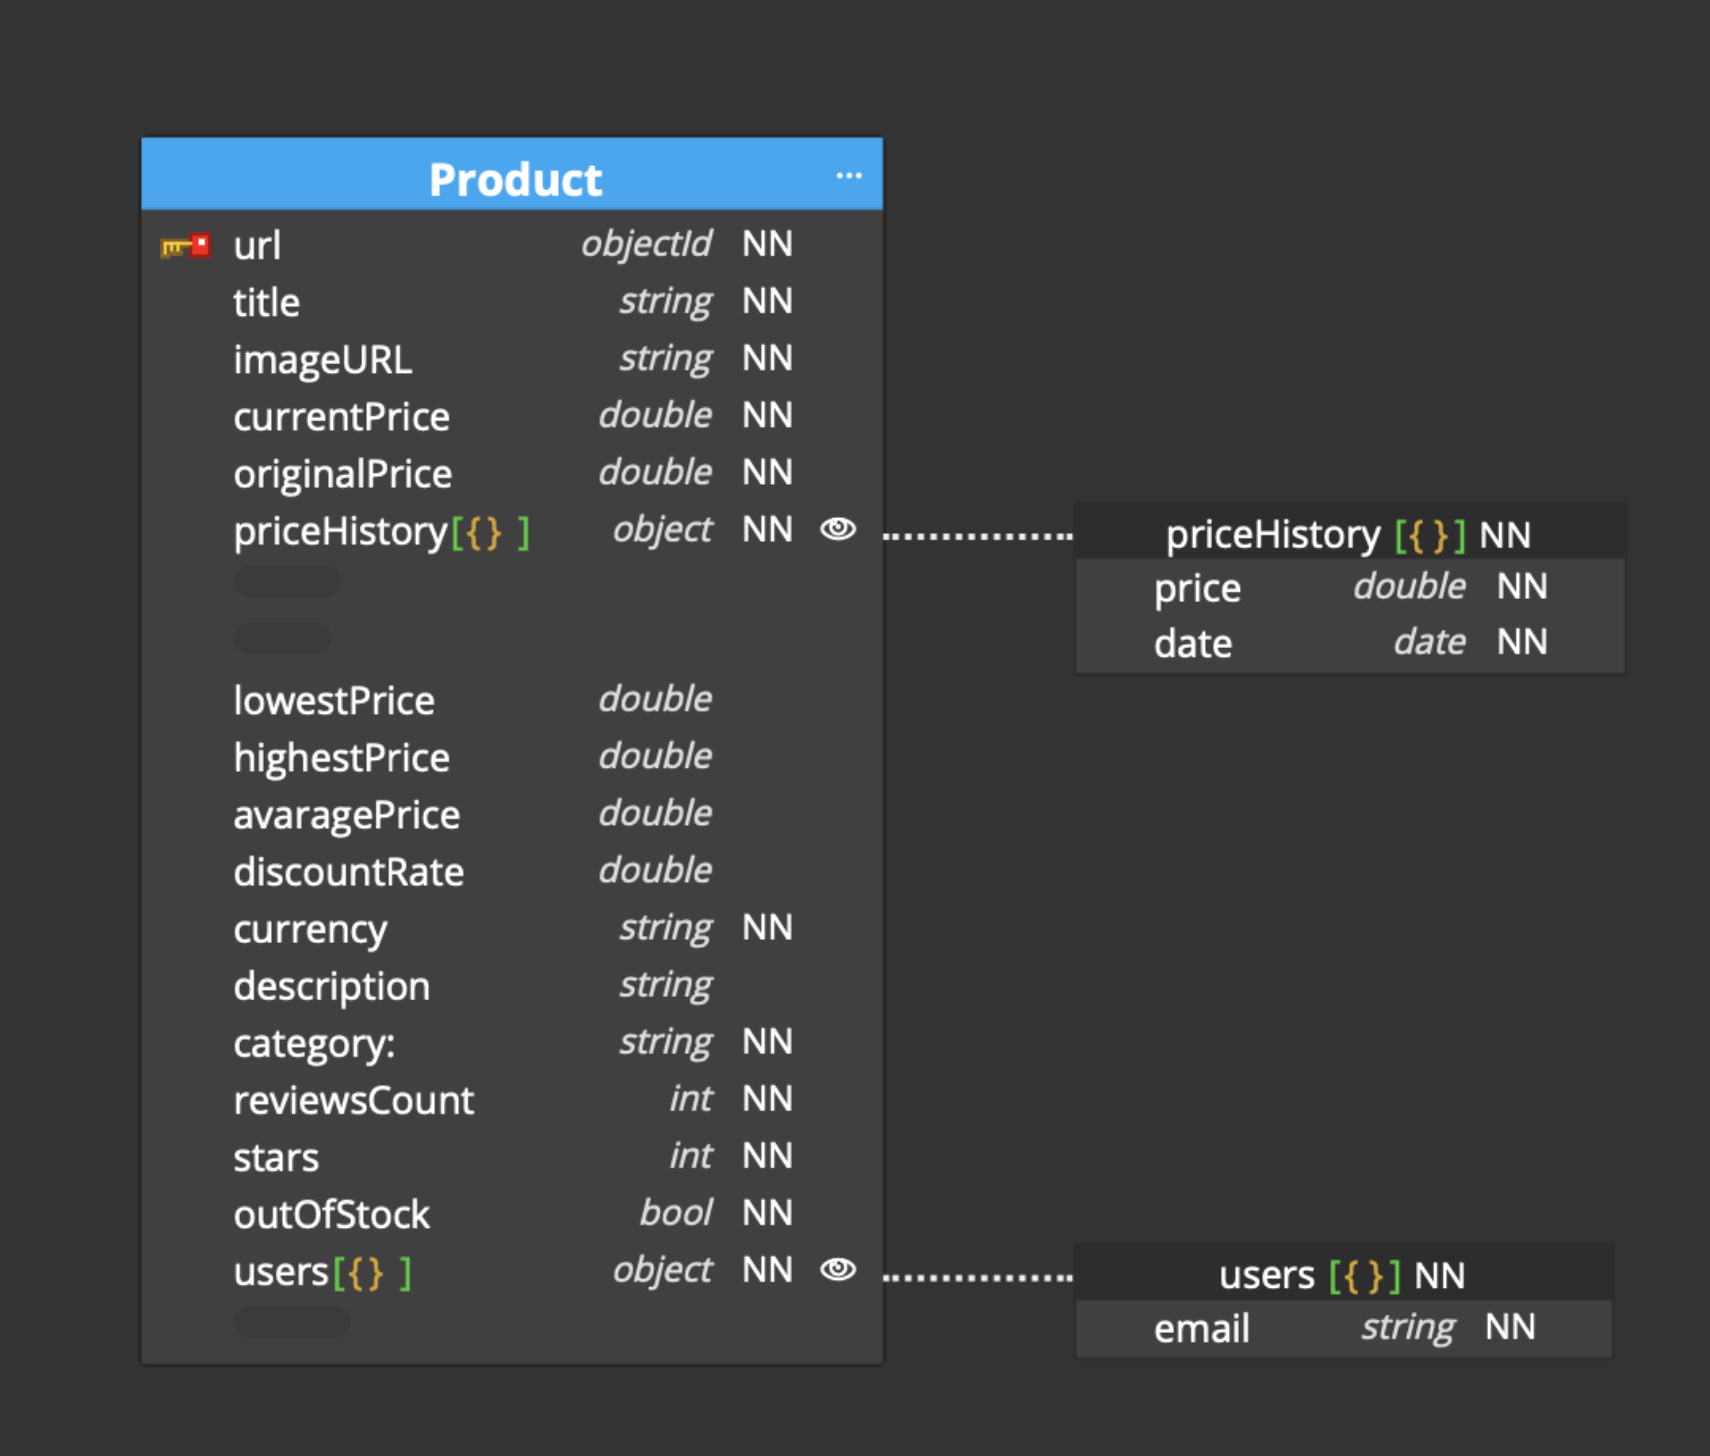 Product ...
url objectId NN
title string NN
imageURL string NN
currentPrice double NN
originalPrice double NN
priceHistory[{} ] object NN
lowestPrice double
highestPrice double
avaragePrice double
discountRate double
currency string NN
description string
category: string NN
reviewsCount int NN
stars int NN
outOfStock bool NN
users[{} ] object NN
priceHistory [{ }] NN
price double NN
date date NN
users [{ }] NN
email string NN